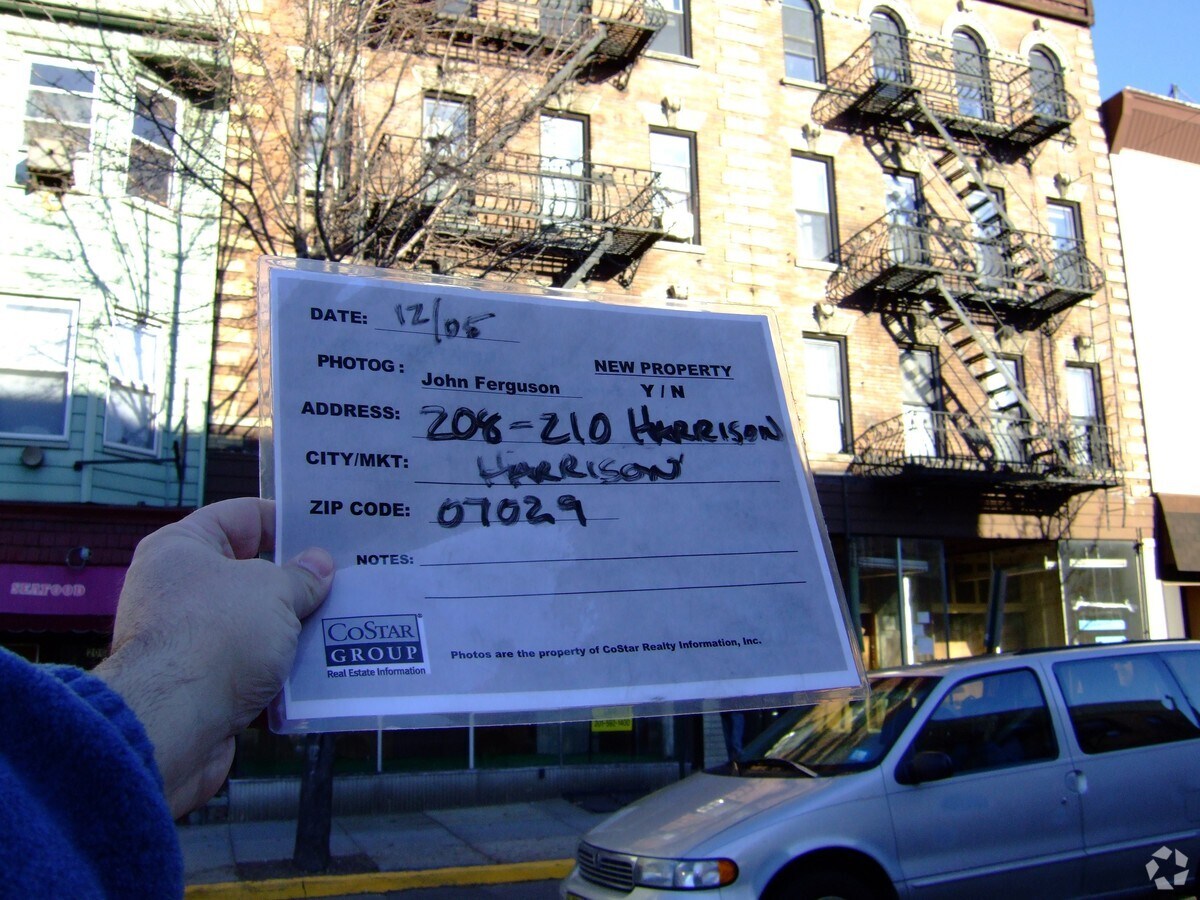 DATE: 12/05
PHOTOG: John Ferguson
NEW PROPERTY
Y / N
ADDRESS: 208-210 HARRISON
CITY/MKT: HARRISON
ZIP CODE: 07029
NOTES:
COSTAR
GROUP
Real Estate Information
Photos are the property of CoStar Realty Information, Inc.
SEAFOOD